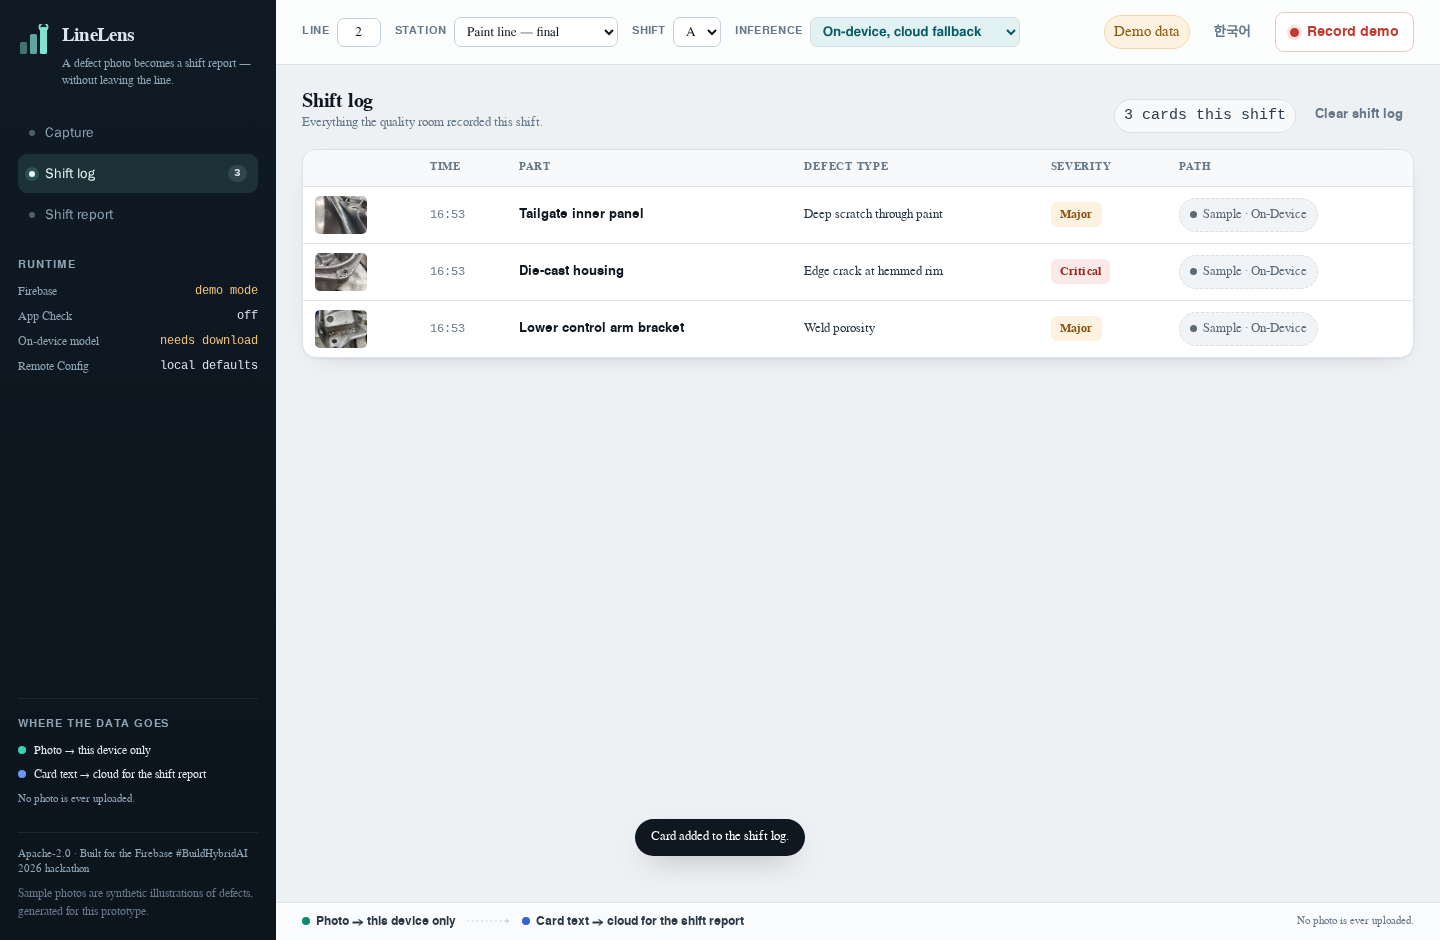 LineLens
A defect photo becomes a shift report —
without leaving the line.
Capture
Shift log 3
Shift report
RUNTIME
Firebase demo mode
App Check off
On-device model needs download
Remote Config local defaults
WHERE THE DATA GOES
Photo → this device only
Card text → cloud for the shift report
No photo is ever uploaded.
Apache-2.0 · Built for the Firebase #BuildHybridAI
2026 hackathon
Sample photos are synthetic illustrations of defects,
generated for this prototype.
LINE 2 STATION Paint line — final SHIFT A INFERENCE On-device, cloud fallback Demo data 한국어 Record demo
Shift log
Everything the quality room recorded this shift.
3 cards this shift Clear shift log
TIME PART DEFECT TYPE SEVERITY PATH
16:53 Tailgate inner panel Deep scratch through paint Major Sample · On-Device
16:53 Die-cast housing Edge crack at hemmed rim Critical Sample · On-Device
16:53 Lower control arm bracket Weld porosity Major Sample · On-Device
Card added to the shift log.
Photo → this device only Card text → cloud for the shift report No photo is ever uploaded.